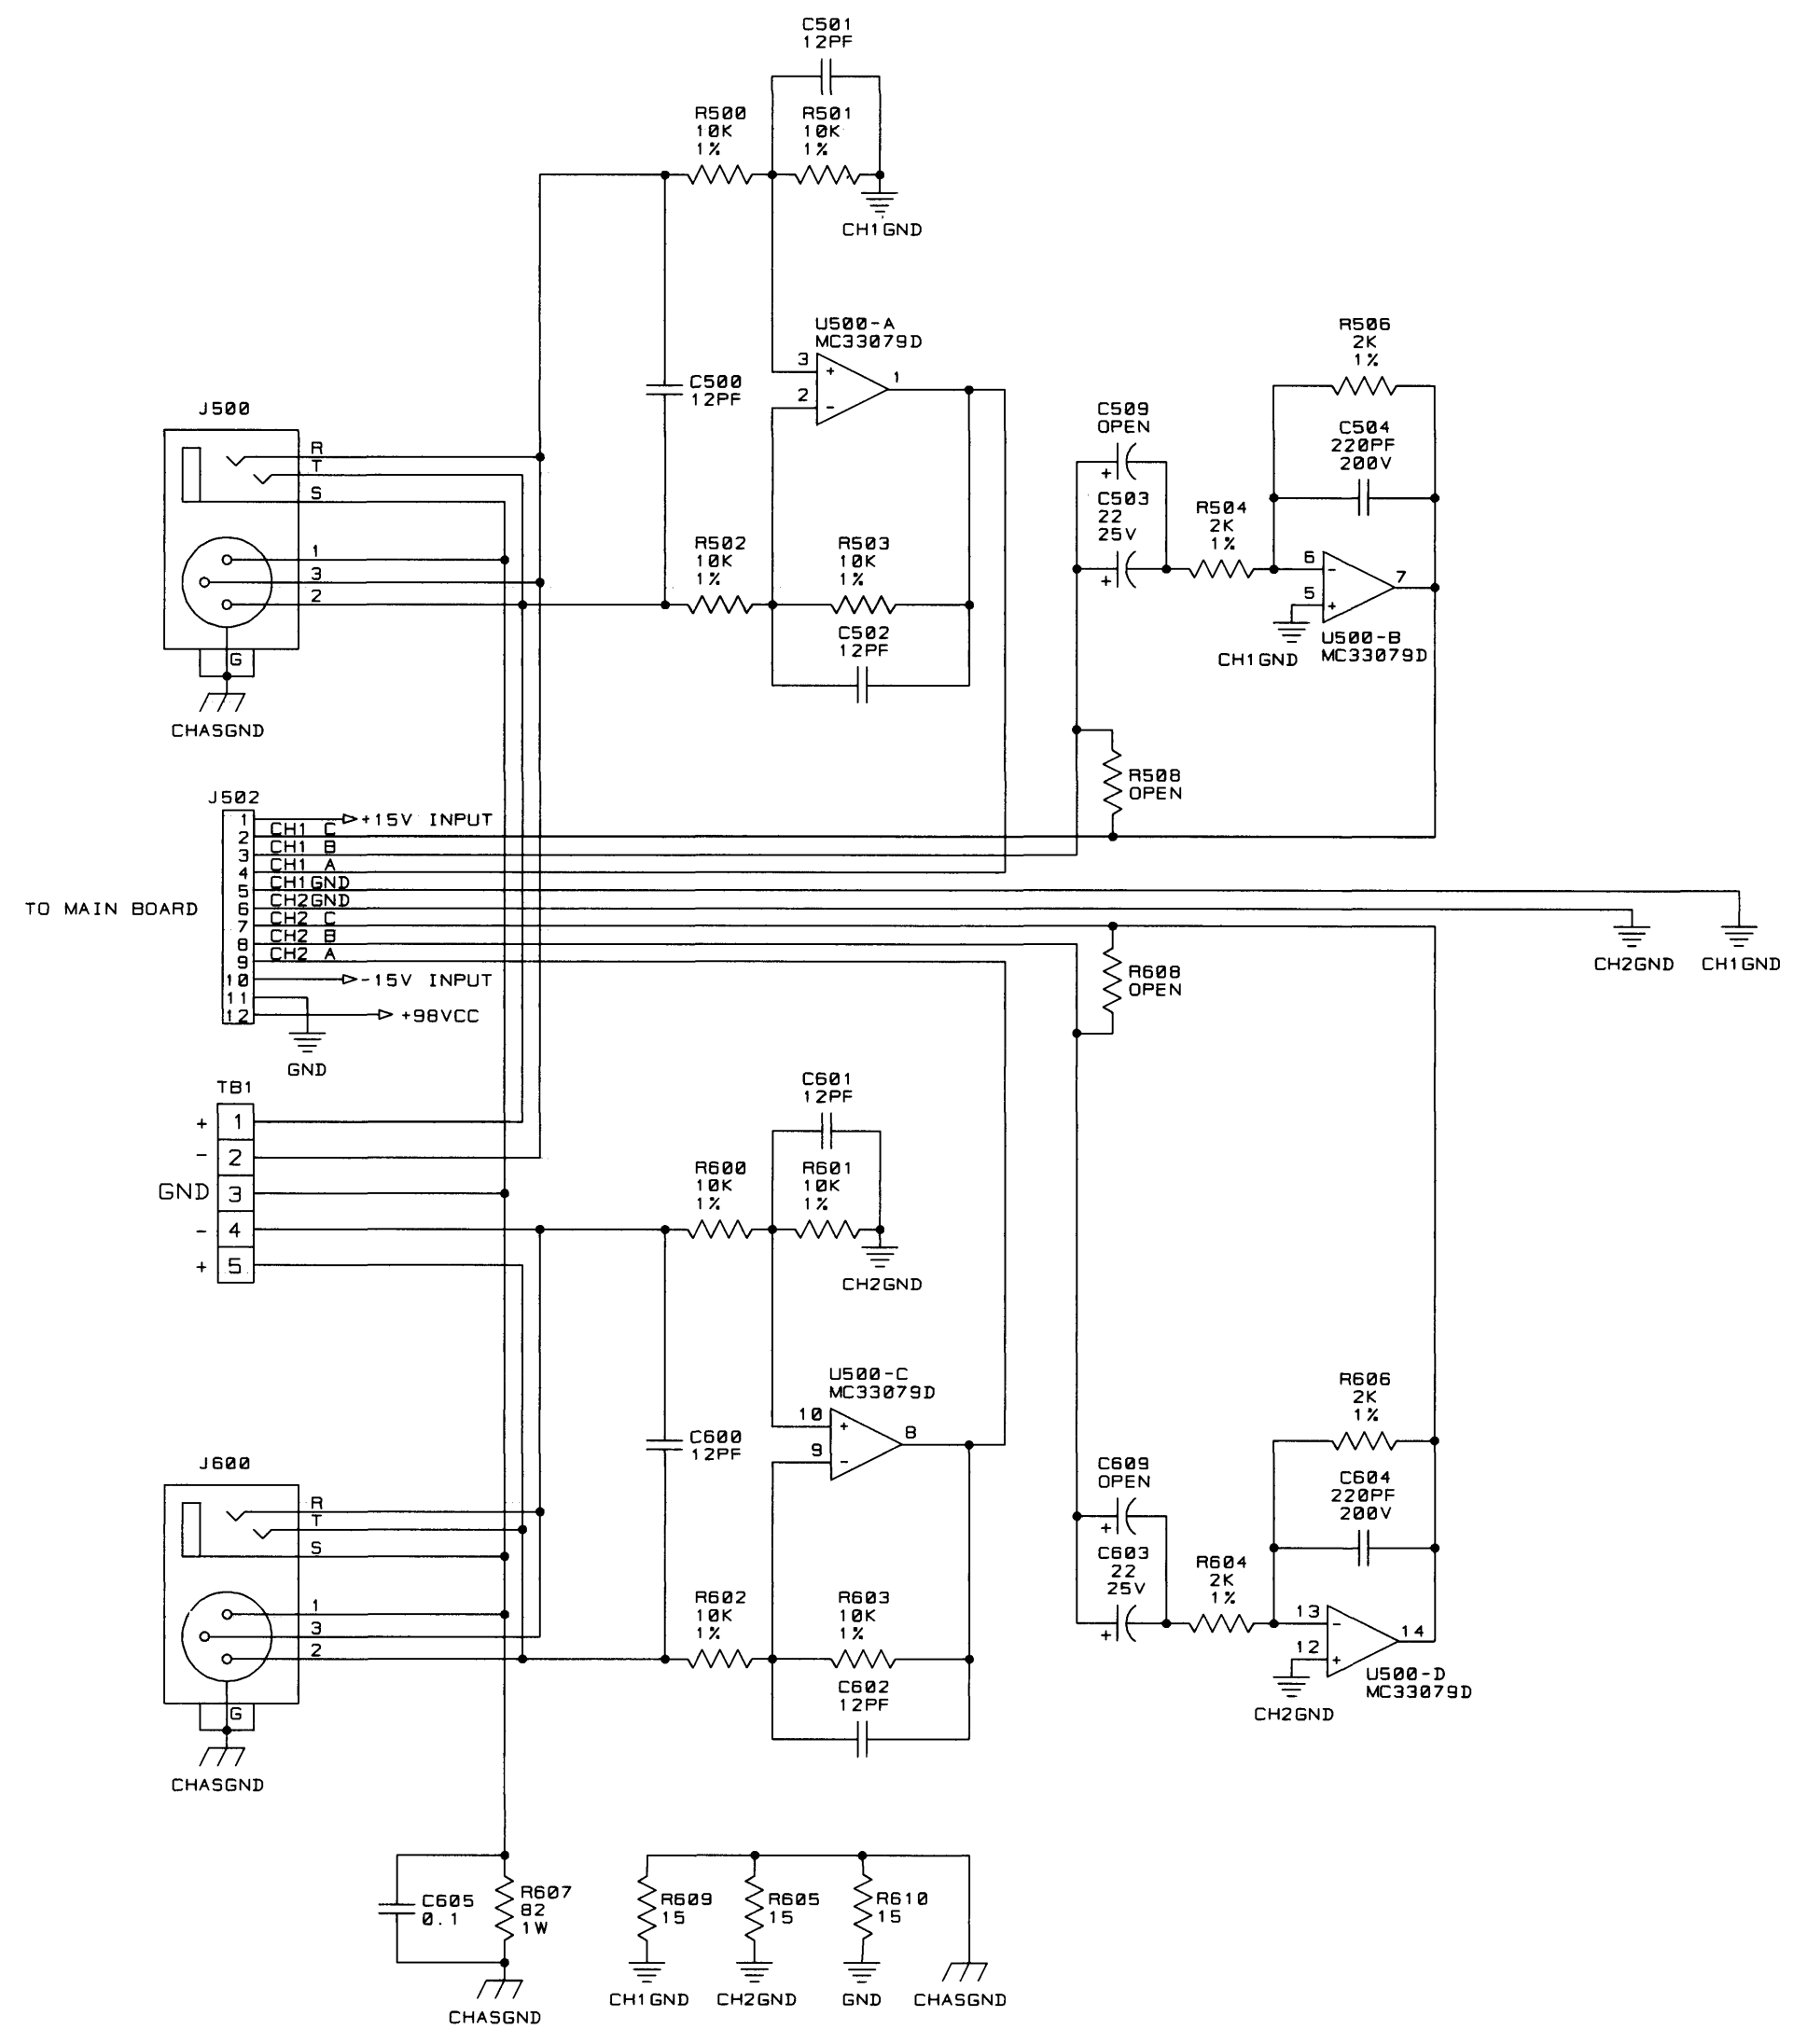 C501
12PF
R500
10K
1%
R501
10K
1%
CH1GND
U500-A
MC33079D
3
+
2
-
1
C500
12PF
R506
2K
1%
C504
220PF
200V
C509
OPEN
+
C503
22
25V
+
R504
2K
1%
6
-
5
+
7
U500-B
MC33079D
CH1GND
J500
R
T
S
1
3
2
G
CHASGND
R502
10K
1%
R503
10K
1%
C502
12PF
R508
OPEN
J502
1 +15V INPUT
2 CH1 C
3 CH1 B
4 CH1 A
5 CH1GND
6 CH2GND
7 CH2 C
8 CH2 B
9 CH2 A
10 -15V INPUT
11
12 +98VCC
TO MAIN BOARD
GND
CH2GND
CH1GND
R608
OPEN
TB1
+ 1
- 2
GND 3
- 4
+ 5
C601
12PF
R600
10K
1%
R601
10K
1%
CH2GND
U500-C
MC33079D
10
+
9
-
8
C600
12PF
R606
2K
1%
C604
220PF
200V
C609
OPEN
+
C603
22
25V
+
R604
2K
1%
13
-
12
+
14
U500-D
MC33079D
CH2GND
J600
R
T
S
1
3
2
G
CHASGND
R602
10K
1%
R603
10K
1%
C602
12PF
C605
0.1
R607
82
1W
CHASGND
R609
15
R605
15
R610
15
CH1GND
CH2GND
GND
CHASGND